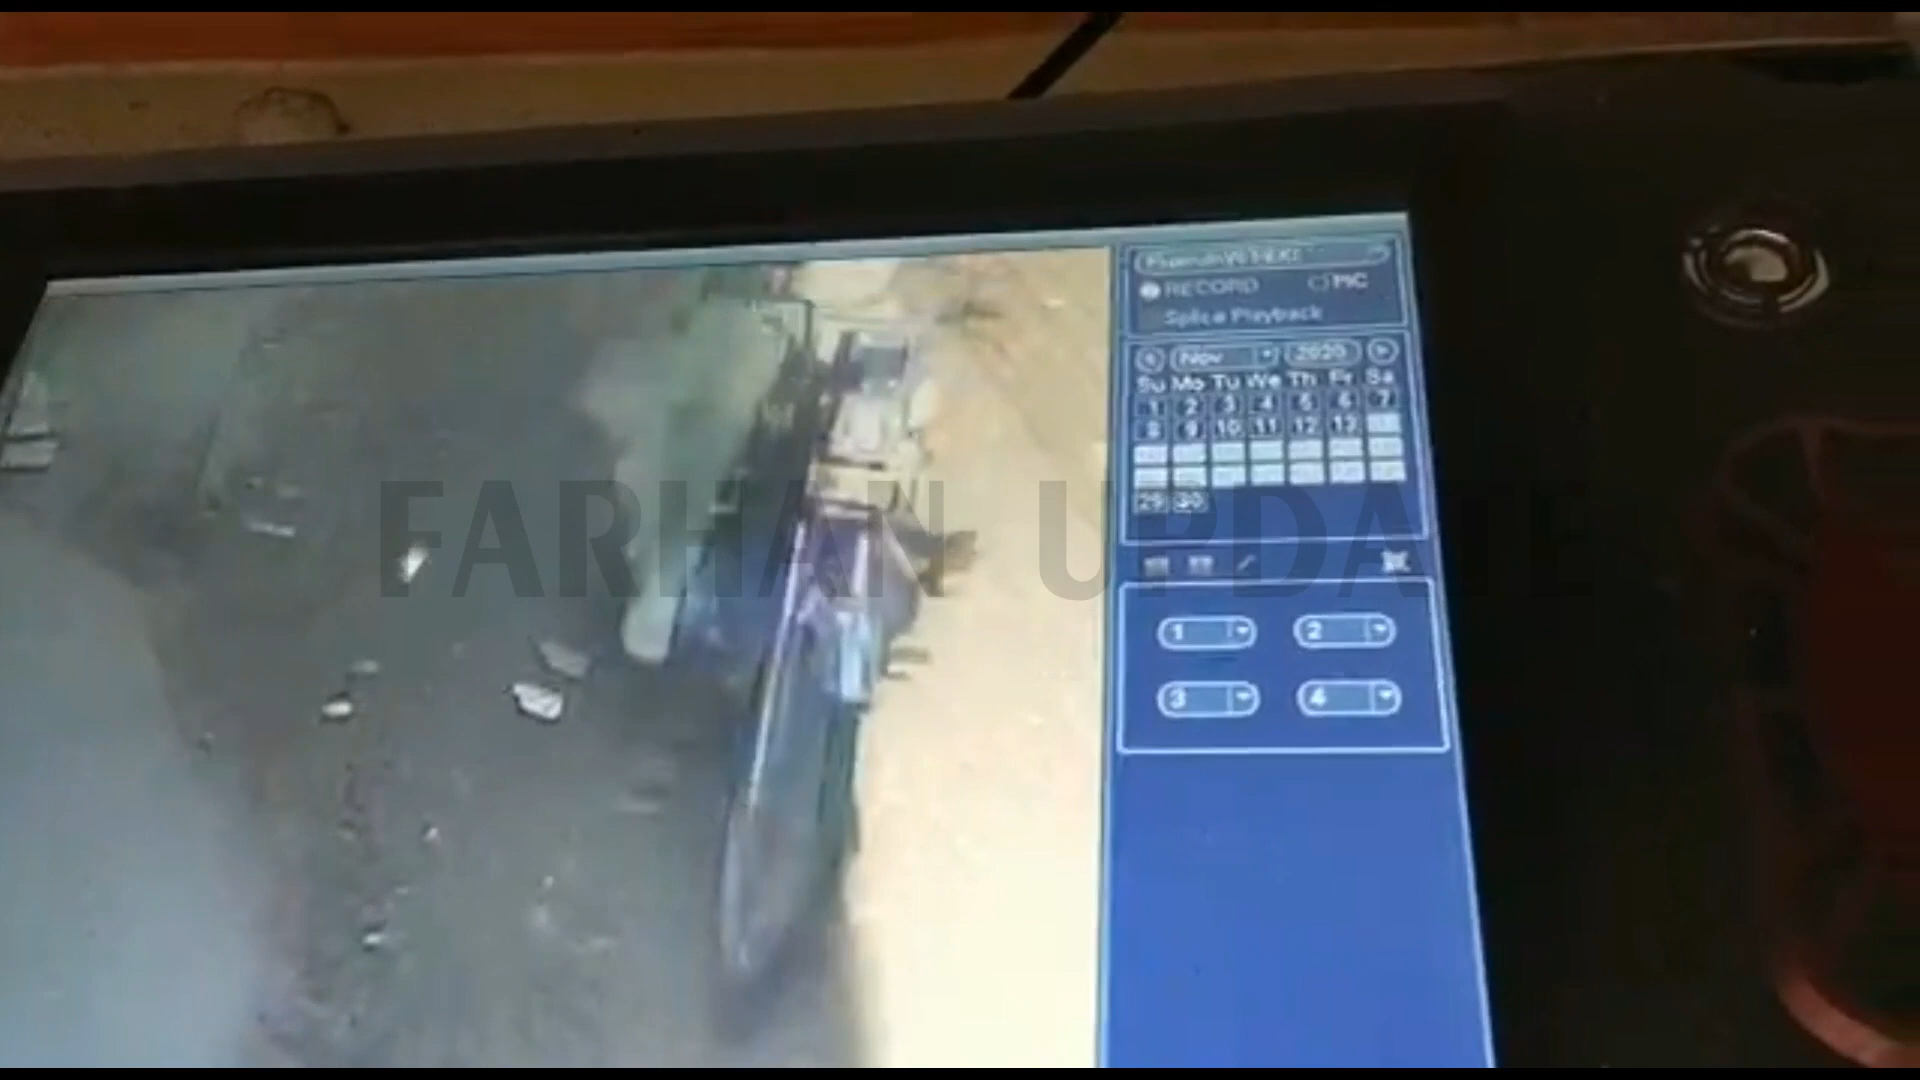 RECORD PIC
Splice Playback
Nov 2020
Su Mo Tu We Th Fr Sa
1 2 3 4 5 6 7
8 9 10 11 12 13
29 30
FARHAN UPDATE
1 2
3 4